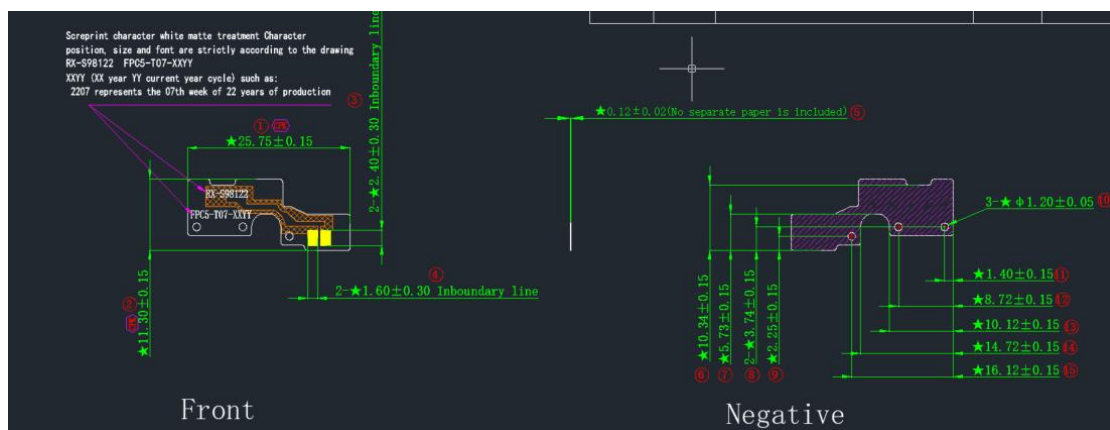 Screprint character white matte treatment Character
position, size and font are strictly according to the drawing
RX-S98122 FPC5-T07-XXYY
XXYY (XX year YY current year cycle) such as:
2207 represents the 07th week of 22 years of production
③
①
★25.75±0.15
2-★2.40±0.30 Inboundary line
RX-S98122
FPC5-T07-XXYY
②
★11.30±0.15
④
2-★1.60±0.30 Inboundary line
Front
★0.12±0.02(No separate paper is included) ⑤
3-★ Φ1.20±0.05 ⑩
★1.40±0.15 ⑪
★8.72±0.15 ⑫
★10.12±0.15 ⑬
★14.72±0.15 ⑭
★16.12±0.15 ⑮
⑥ ★10.34±0.15
⑦ ★5.73±0.15
⑧ 2-★3.74±0.15
⑨ ★2.25±0.15
Negative